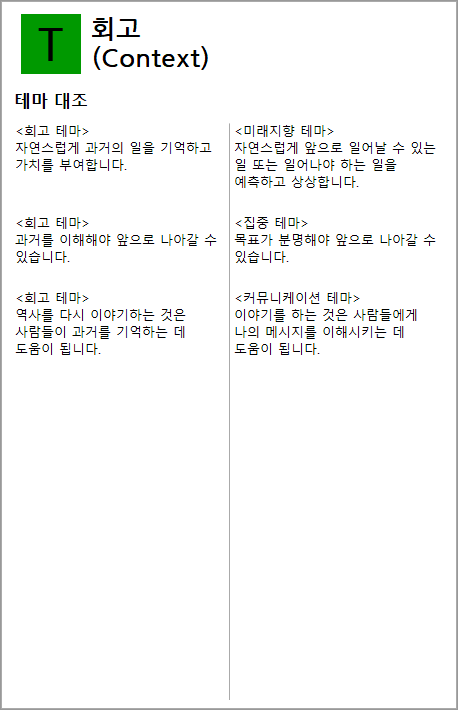 T
회고
(Context)
테마 대조
<회고 테마>
자연스럽게 과거의 일을 기억하고
가치를 부여합니다.
<미래지향 테마>
자연스럽게 앞으로 일어날 수 있는
일 또는 일어나야 하는 일을
예측하고 상상합니다.
<회고 테마>
과거를 이해해야 앞으로 나아갈 수
있습니다.
<집중 테마>
목표가 분명해야 앞으로 나아갈 수
있습니다.
<회고 테마>
역사를 다시 이야기하는 것은
사람들이 과거를 기억하는 데
도움이 됩니다.
<커뮤니케이션 테마>
이야기를 하는 것은 사람들에게
나의 메시지를 이해시키는 데
도움이 됩니다.